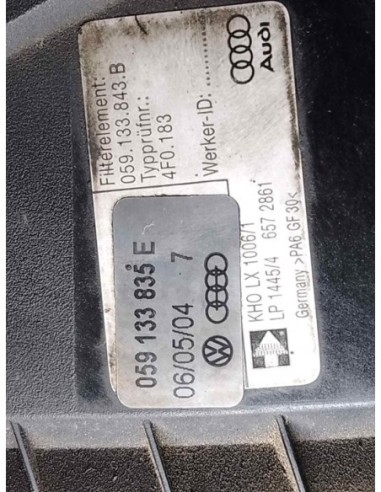 Filterelement:
059.133.843.B
Typprüfnr.:
4F0.183
Werker-ID:
Audi
059 133 835 E
06/05/04 7
KHO LX 1006/1
LP 1445/4 657 2861
Germany >PA6 GF30<